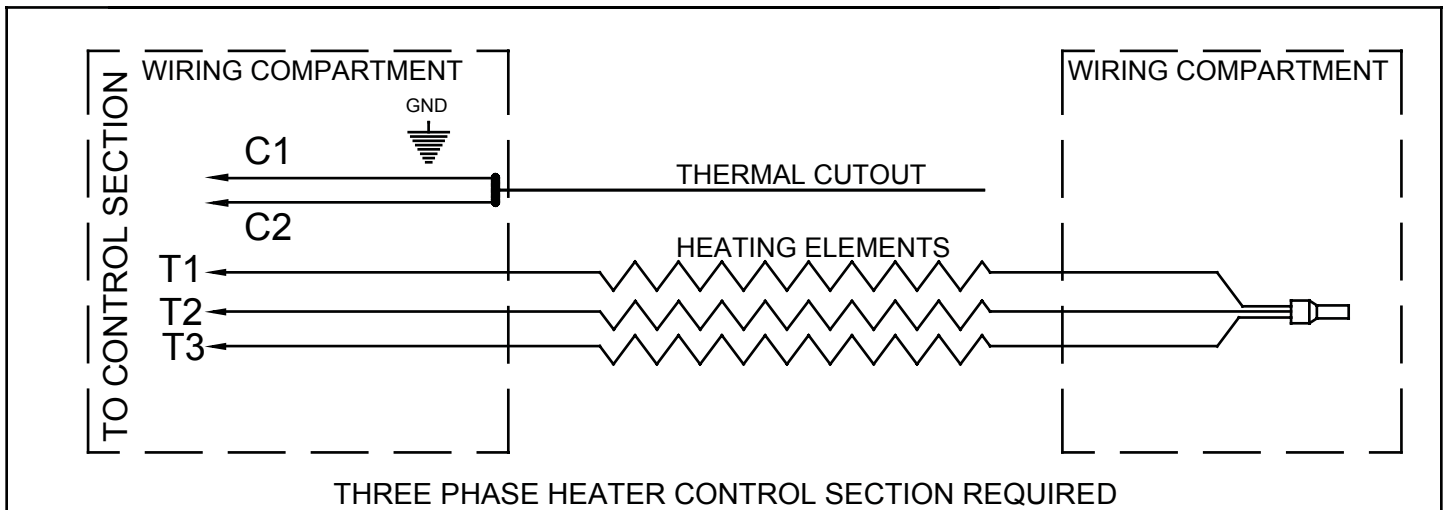 WIRING COMPARTMENT
WIRING COMPARTMENT
TO CONTROL SECTION
GND
C1
THERMAL CUTOUT
C2
HEATING ELEMENTS
T1
T2
T3
THREE PHASE HEATER CONTROL SECTION REQUIRED